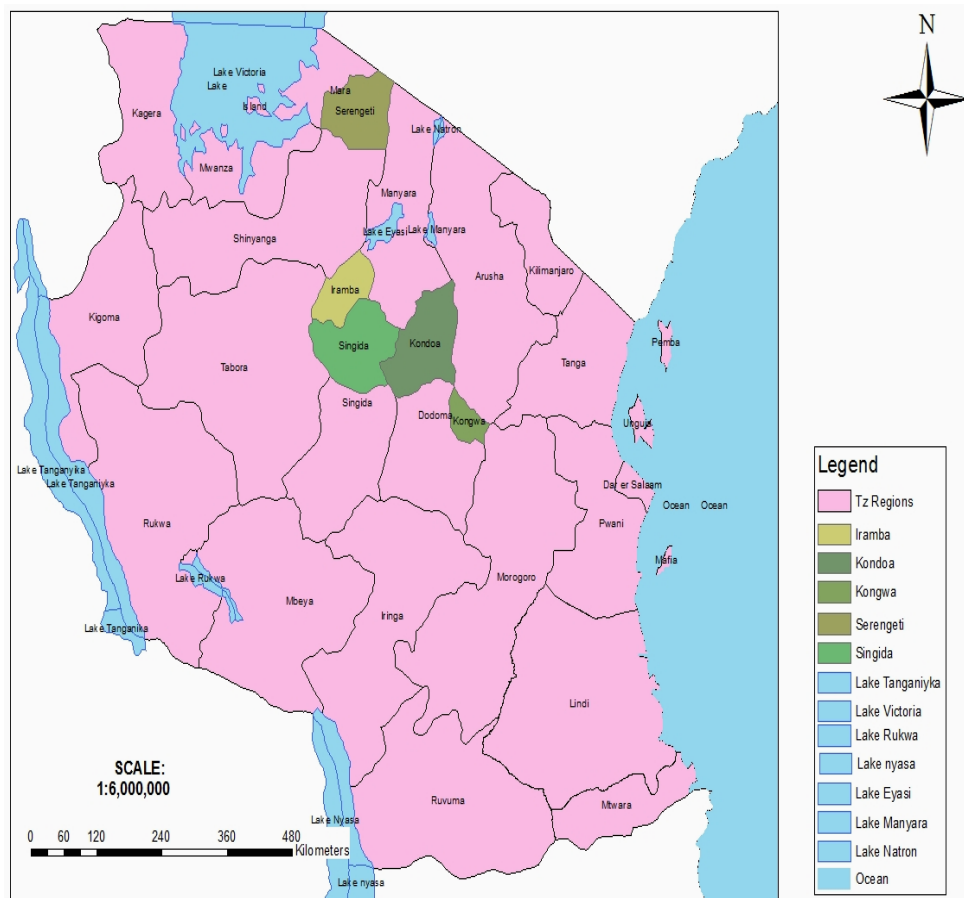 N
Lake Victoria
Lake
Island
Mara
Serengeti
Kagera
Lake Natron
Mwanza
Manyara
Lake Eyasi
Lake Manyara
Shinyanga
Arusha
Kilimanjaro
Iramba
Kigoma
Singida
Kondoa
Pemba
Tabora
Tanga
Singida
Dodoma
Kongwa
Unguja
Lake Tanganyika
Lake Tanganiyka
Dar er Salaam
Ocean
Ocean
Rukwa
Pwani
Mafia
Lake Rukwa
Morogoro
Mbeya
Iringa
Lake Tanganika
Lindi
Ruvuma
Mtwara
Lake Nyasa
Lake nyasa
SCALE:
1:6,000,000
0 60 120 240 360 480
Kilometers
Legend
Tz Regions
Iramba
Kondoa
Kongwa
Serengeti
Singida
Lake Tanganiyka
Lake Victoria
Lake Rukwa
Lake nyasa
Lake Eyasi
Lake Manyara
Lake Natron
Ocean